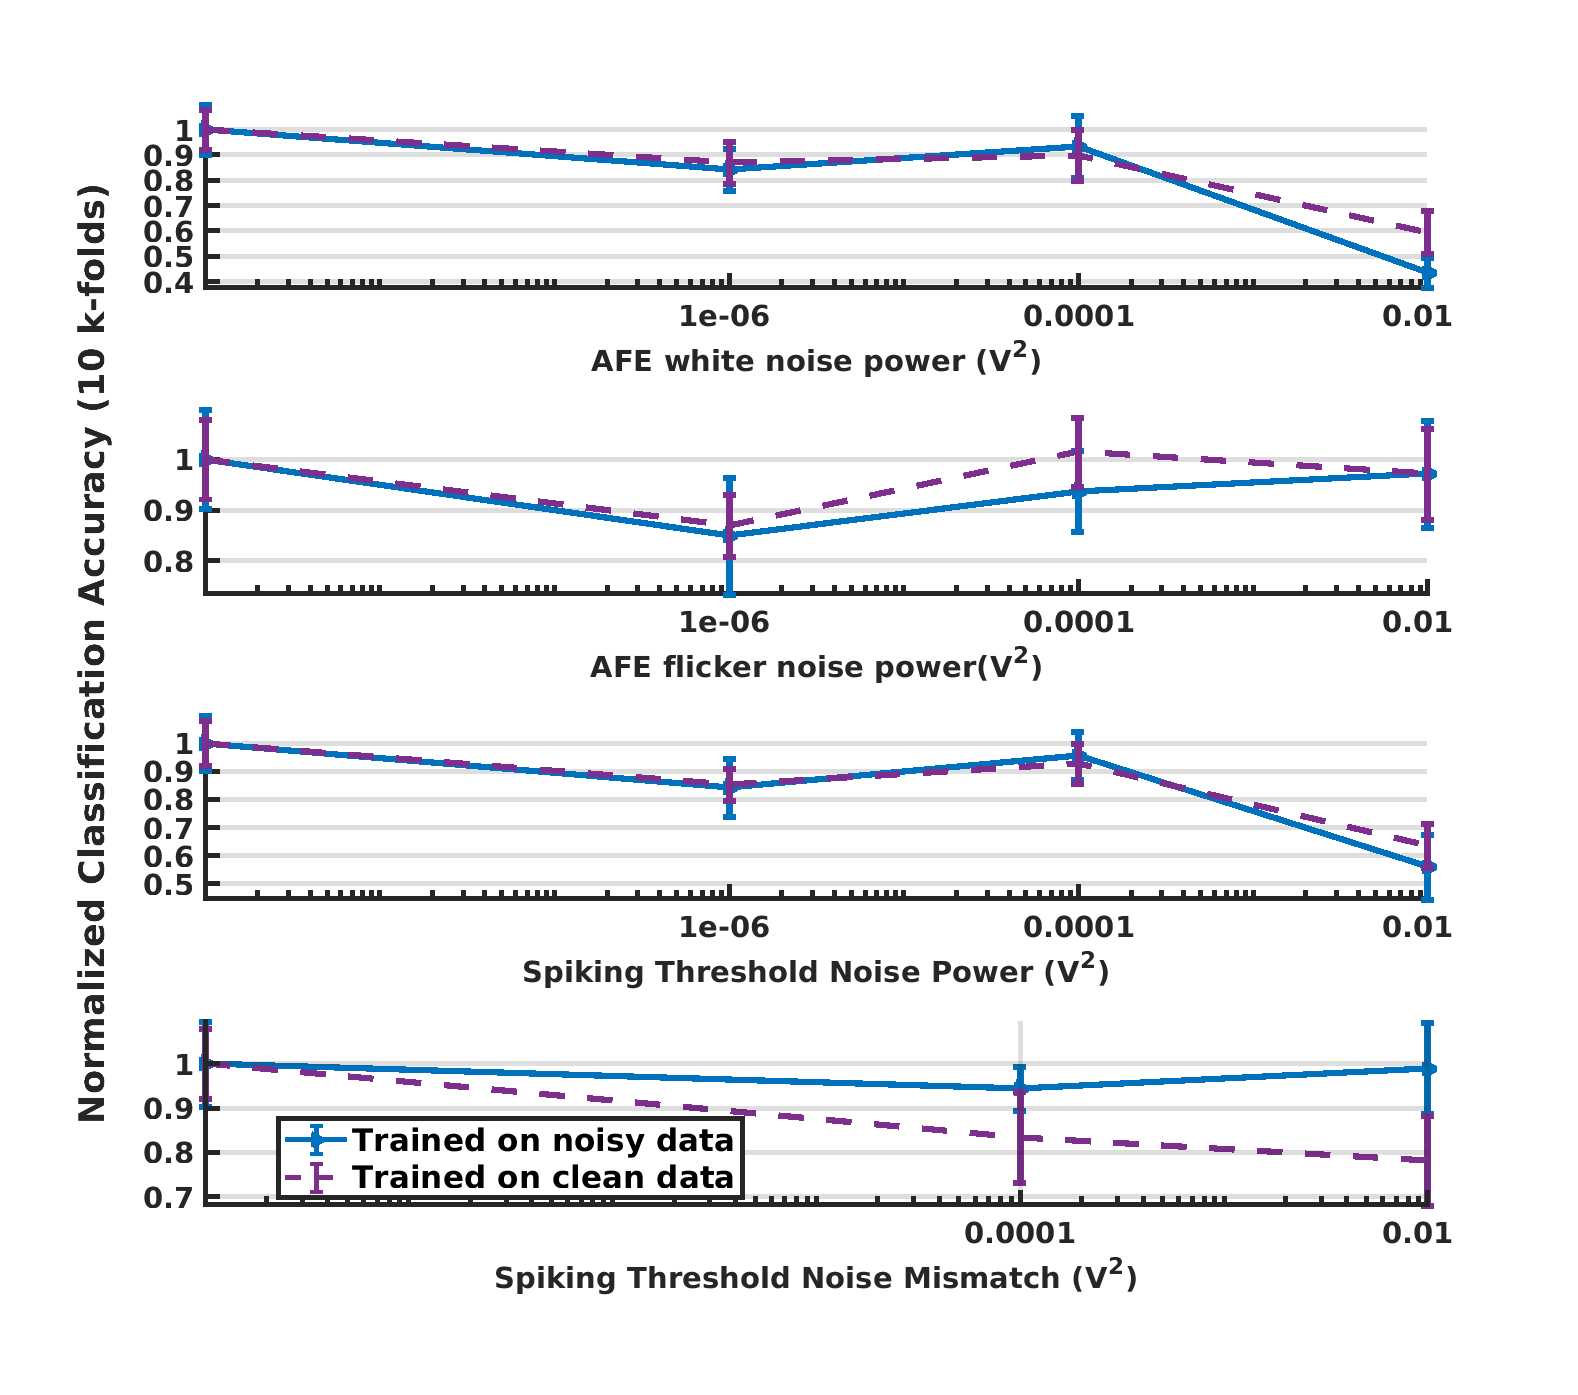 Normalized Classification Accuracy (10 k-folds)
1
0.9
0.8
0.7
0.6
0.5
0.4
1e-06 0.0001 0.01
AFE white noise power (V²)
1
0.9
0.8
1e-06 0.0001 0.01
AFE flicker noise power(V²)
1
0.9
0.8
0.7
0.6
0.5
1e-06 0.0001 0.01
Spiking Threshold Noise Power (V²)
1
0.9
0.8
0.7
Trained on noisy data
Trained on clean data
0.0001 0.01
Spiking Threshold Noise Mismatch (V²)